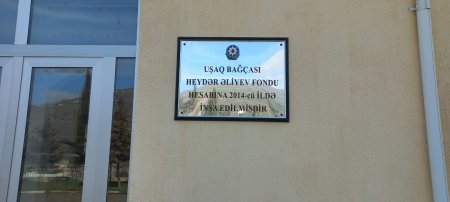 UŞAQ BAĞÇASI
HEYDƏR ƏLİYEV FONDU
HESABINA 2014-cü İLDƏ
İNŞA EDİLMİŞDİR